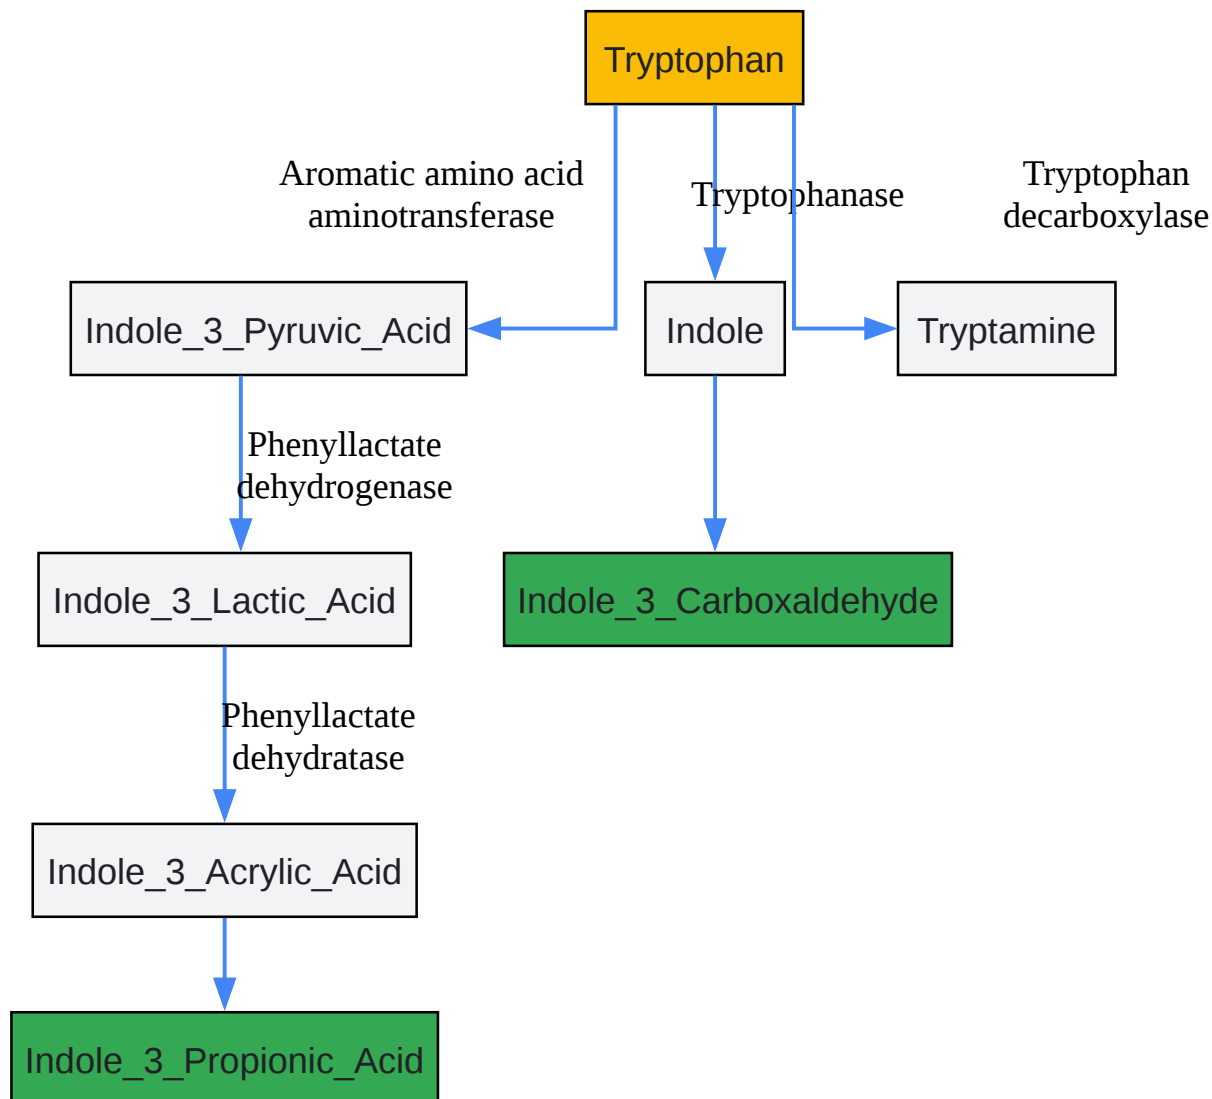 Tryptophan
Aromatic amino acid
aminotransferase
Tryptophanase
Tryptophan
decarboxylase
Indole_3_Pyruvic_Acid
Indole
Tryptamine
Phenyllactate
dehydrogenase
Indole_3_Lactic_Acid
Indole_3_Carboxaldehyde
Phenyllactate
dehydratase
Indole_3_Acrylic_Acid
Indole_3_Propionic_Acid